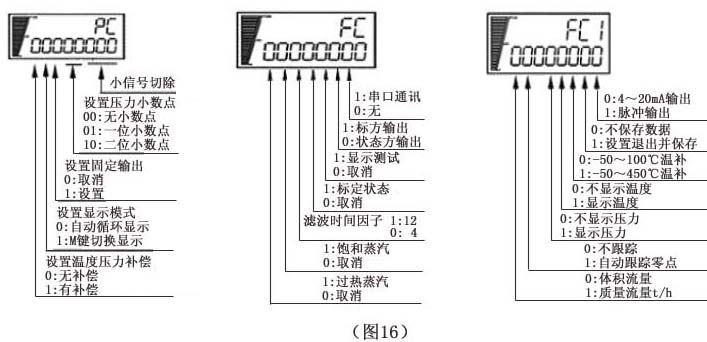 PC
00000000
小信号切除
设置压力小数点
00:无小数点
01:一位小数点
10:二位小数点
设置固定输出
0:取消
1:设置
设置显示模式
0:自动循环显示
1:M键切换显示
设置温度压力补偿
0:无补偿
1:有补偿
FC
00000000
1:串口通讯
0:无
1:标方输出
0:状态方输出
1:显示测试
0:取消
1:标定状态
0:取消
滤波时间因子 1:12
0: 4
1:饱和蒸汽
0:取消
1:过热蒸汽
0:取消
FC1
00000000
0:4～20mA输出
1:脉冲输出
0:不保存数据
1:设置退出并保存
0:-50～100℃温补
1:-50～450℃温补
0:不显示温度
1:显示温度
0:不显示压力
1:显示压力
0:不跟踪
1:自动跟踪零点
0:体积流量
1:质量流量t/h
（图16）